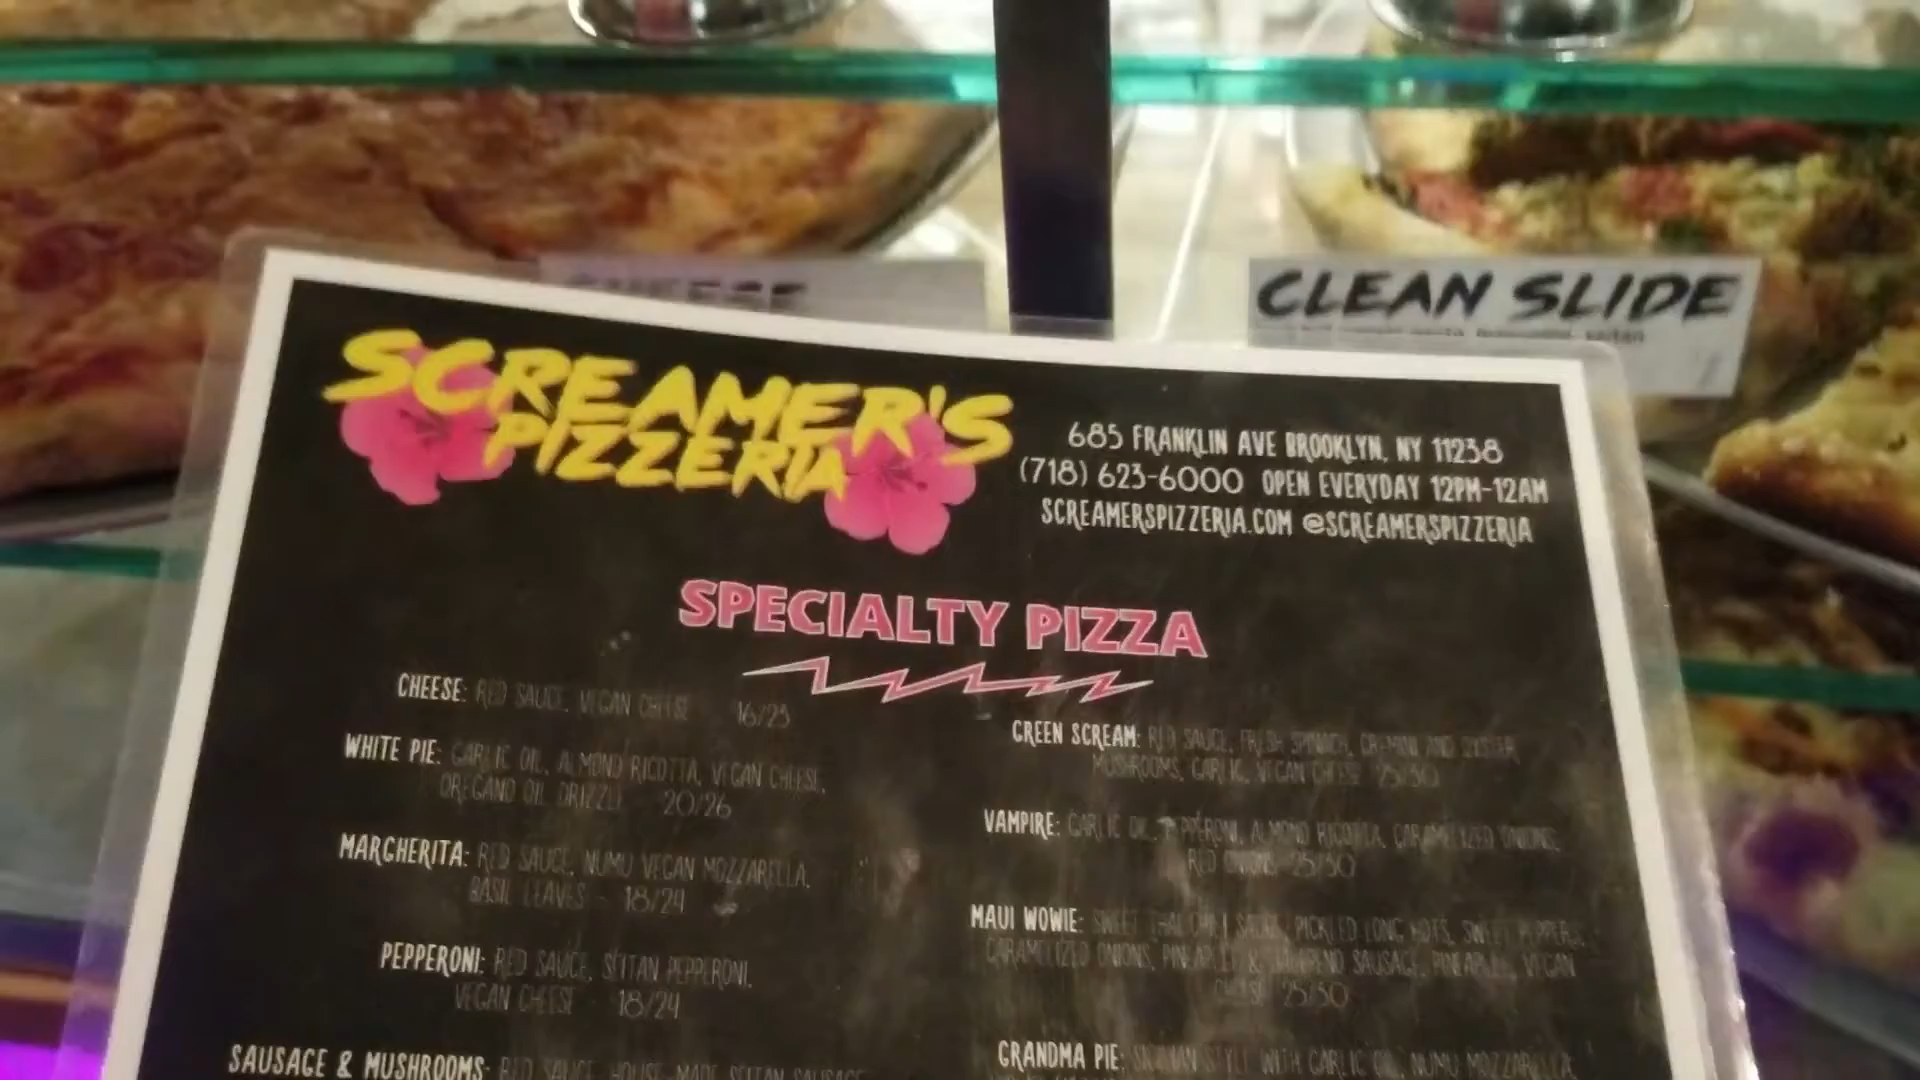 CHEESE
CLEAN SLIDE
SCREAMER'S
PIZZERIA
685 FRANKLIN AVE BROOKLYN, NY 11238
(718) 623-6000 OPEN EVERYDAY 12PM-12AM
SCREAMERSPIZZERIA.COM @SCREAMERSPIZZERIA
SPECIALTY PIZZA
CHEESE: RED SAUCE, VEGAN CHEESE 16/23
WHITE PIE: GARLIC OIL, ALMOND RICOTTA, VEGAN CHEESE,
OREGANO OIL DRIZZLE 20/26
MARGHERITA: RED SAUCE, NUMU VEGAN MOZZARELLA,
BASIL LEAVES - 18/24
PEPPERONI: RED SAUCE, SEITAN PEPPERONI,
VEGAN CHEESE - 18/24
SAUSAGE & MUSHROOMS: RED SAUCE, HOUSE-MADE SEITAN SAUSAGE
GREEN SCREAM: RED SAUCE, FRESH SPINACH, CREMINI AND OYSTER
MUSHROOMS, GARLIC, VEGAN CHEESE 25/30
VAMPIRE: GARLIC OIL, PEPPERONI, ALMOND RICOTTA, CARAMELIZED ONIONS,
RED ONIONS 25/30
MAUI WOWIE: SWEET THAI CHILI SAUCE, PICKLED LONG HOTS, SWEET PEPPERS,
CARAMELIZED ONIONS, PINEAPPLE & JALAPENO SAUSAGE, PINEAPPLE, VEGAN
CHEESE 25/30
GRANDMA PIE: SICILIAN STYLE WITH GARLIC OIL, NUMU MOZZARELLA,